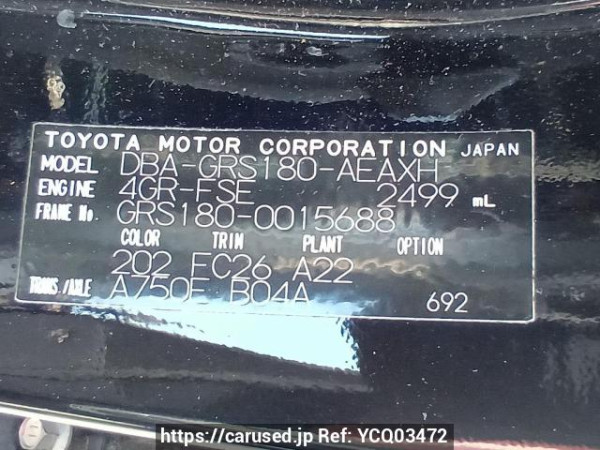 TOYOTA MOTOR CORPORATION JAPAN
MODEL DBA-GRS180-AEAXH
ENGINE 4GR-FSE 2499 mL
FRAME No. GRS180-0015688
COLOR TRIM PLANT OPTION
202 FC26 A22
TRANS./AXLE A750E B04A 692
https://carused.jp Ref: YCQ03472